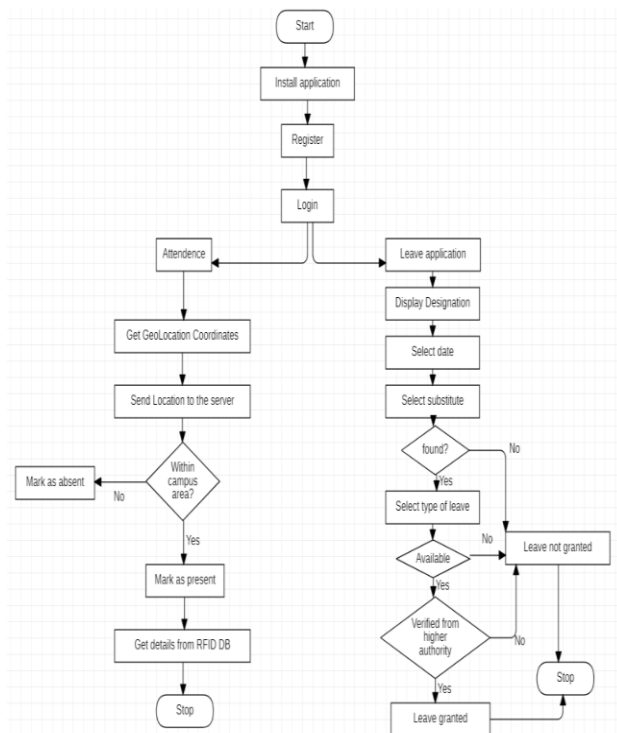 Start
Install application
Register
Login
Attendence
Get GeoLocation Coordinates
Send Location to the server
Within
campus
area?
No
Mark as absent
Yes
Mark as present
Get details from RFID DB
Stop
Leave application
Display Designation
Select date
Select substitute
found?
No
Yes
Select type of leave
Available
No
Leave not granted
Yes
Verified from
higher
authority
No
Stop
Yes
Leave granted